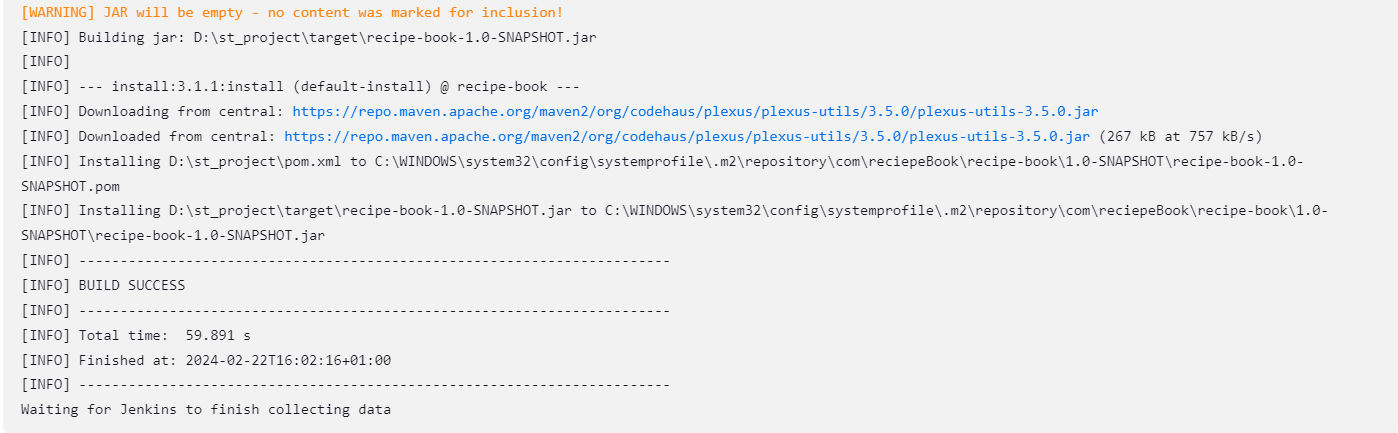 [WARNING] JAR will be empty - no content was marked for inclusion!
[INFO] Building jar: D:\st_project\target\recipe-book-1.0-SNAPSHOT.jar
[INFO]
[INFO] --- install:3.1.1:install (default-install) @ recipe-book ---
[INFO] Downloading from central: https://repo.maven.apache.org/maven2/org/codehaus/plexus/plexus-utils/3.5.0/plexus-utils-3.5.0.jar
[INFO] Downloaded from central: https://repo.maven.apache.org/maven2/org/codehaus/plexus/plexus-utils/3.5.0/plexus-utils-3.5.0.jar (267 kB at 757 kB/s)
[INFO] Installing D:\st_project\pom.xml to C:\WINDOWS\system32\config\systemprofile\.m2\repository\com\reciepeBook\recipe-book\1.0-SNAPSHOT\recipe-book-1.0-
SNAPSHOT.pom
[INFO] Installing D:\st_project\target\recipe-book-1.0-SNAPSHOT.jar to C:\WINDOWS\system32\config\systemprofile\.m2\repository\com\reciepeBook\recipe-book\1.0-
SNAPSHOT\recipe-book-1.0-SNAPSHOT.jar
[INFO] ------------------------------------------------------------------------
[INFO] BUILD SUCCESS
[INFO] ------------------------------------------------------------------------
[INFO] Total time:  59.891 s
[INFO] Finished at: 2024-02-22T16:02:16+01:00
[INFO] ------------------------------------------------------------------------
Waiting for Jenkins to finish collecting data